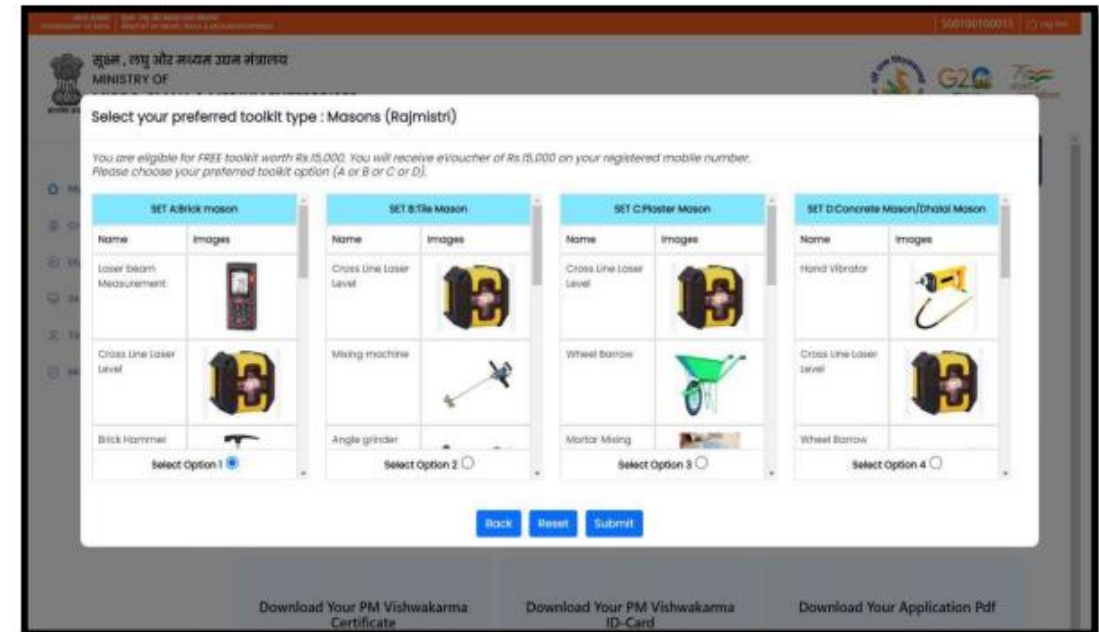 सूक्ष्म , लघु और मध्यम उद्यम मंत्रालय
MINISTRY OF
G20
Select your preferred toolkit type : Masons (Rajmistri)
You are eligible for FREE toolkit worth Rs.15,000. You will receive eVoucher of Rs.15,000 on your registered mobile number.
Please choose your preferred toolkit option (A or B or C or D).
SET A:Brick mason
Name Images
Laser beam
Measurement
Cross Line Laser
Level
Brick Hammer
Select Option 1
SET B:Tile Mason
Name Images
Cross Line Laser
Level
Mixing machine
Angle grinder
Select Option 2
SET C:Plaster Mason
Name Images
Cross Line Laser
Level
Wheel Barrow
Mortar Mixing
Select Option 3
SET D:Concrete Mason/Dhalai Mason
Name Images
Hand Vibrator
Cross Line Laser
Level
Wheel Barrow
Select Option 4
Back Reset Submit
Download Your PM Vishwakarma
Certificate
Download Your PM Vishwakarma
ID-Card
Download Your Application Pdf